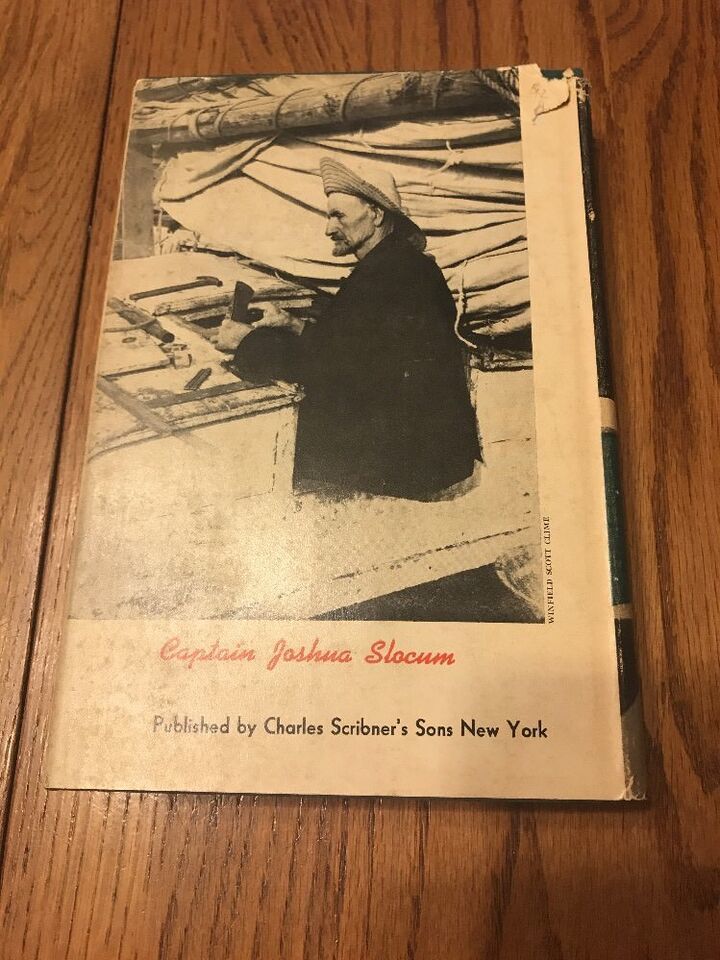 WINFIELD SCOTT CLIME
Captain Joshua Slocum
Published by Charles Scribner's Sons New York